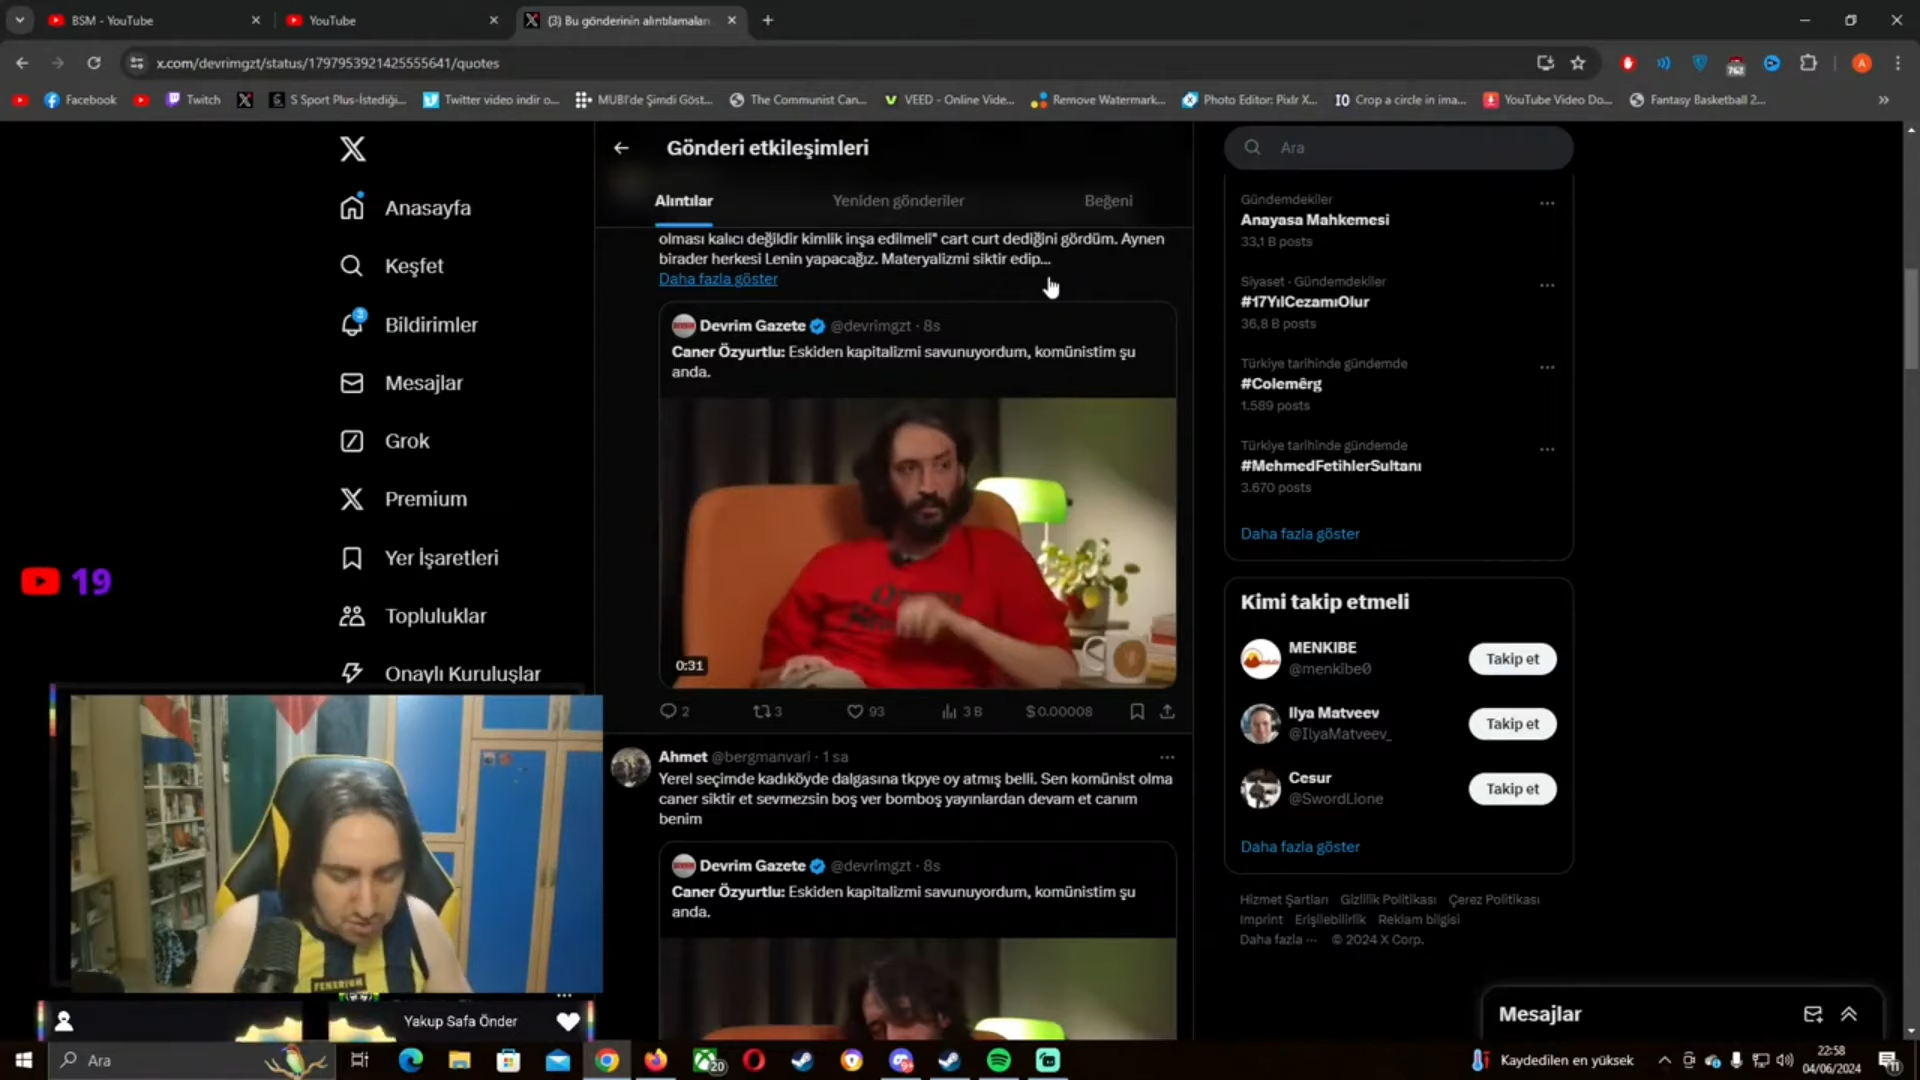 BSM - YouTube
YouTube
(3) Bu gönderinin alıntılamaları
x.com/devrimgzt/status/1797953921425555641/quotes
Facebook
Twitch
S Sport Plus-İstediği...
Twitter video indir o...
MUBI'de Şimdi Göst...
The Communist Can...
VEED - Online Vide...
Remove Watermark...
Photo Editor: Pixlr X...
Crop a circle in ima...
YouTube Video Do...
Fantasy Basketball 2...
Gönderi etkileşimleri
Alıntılar
Yeniden gönderiler
Beğeni
Anasayfa
Keşfet
3
Bildirimler
Mesajlar
Grok
Premium
Yer İşaretleri
Topluluklar
Onaylı Kuruluşlar
olması kalıcı değildir kimlik inşa edilmeli" cart curt dediğini gördüm. Aynen
birader herkesi Lenin yapacağız. Materyalizmi siktir edip...
Daha fazla göster
Devrim Gazete @devrimgzt · 8s
Caner Özyurtlu: Eskiden kapitalizmi savunuyordum, komünistim şu
anda.
0:31
2
3
93
3 B
$0.00008
Ahmet @bergmanvari · 1 sa
Yerel seçimde kadıköyde dalgasına tkpye oy atmış belli. Sen komünist olma
caner siktir et sevmezsin boş ver bomboş yayınlardan devam et canım
benim
Devrim Gazete @devrimgzt · 8s
Caner Özyurtlu: Eskiden kapitalizmi savunuyordum, komünistim şu
anda.
Ara
Gündemdekiler
Anayasa Mahkemesi
33,1 B posts
Siyaset · Gündemdekiler
#17YılCezamıOlur
36,8 B posts
Türkiye tarihinde gündemde
#Colemêrg
1.589 posts
Türkiye tarihinde gündemde
#MehmedFetihlerSultanı
3.670 posts
Daha fazla göster
Kimi takip etmeli
MENKIBE
@menkibe0
Takip et
Ilya Matveev
@IlyaMatveev_
Takip et
Cesur
@SwordLione
Takip et
Daha fazla göster
Hizmet Şartları Gizlilik Politikası Çerez Politikası
Imprint Erişilebilirlik Reklam bilgisi
Daha fazla ··· © 2024 X Corp.
Mesajlar
19
FENERIUM
Yakup Safa Önder
Ara
20
Kaydedilen en yüksek
22:58
04/06/2024
11